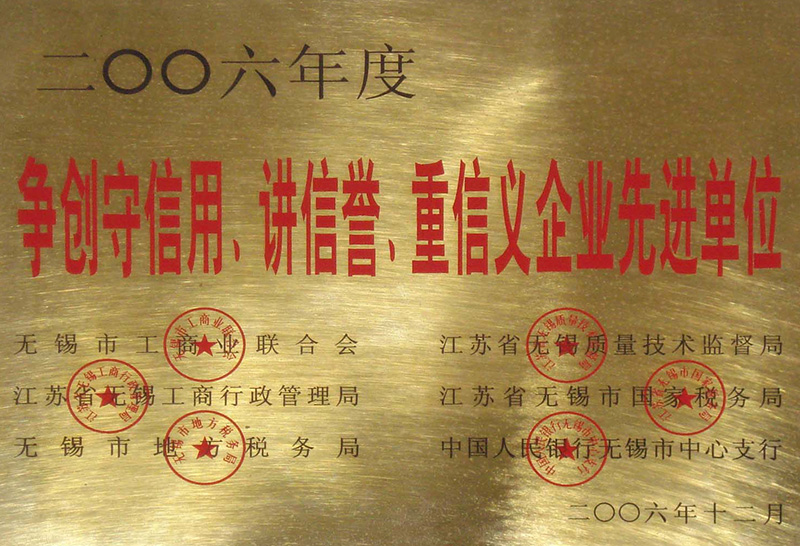 二〇〇六年度
争创守信用、讲信誉、重信义企业先进单位
无锡市工商业联合会
江苏省无锡质量技术监督局
江苏省无锡工商行政管理局
江苏省无锡市国家税务局
无锡市地方税务局
中国人民银行无锡市中心支行
二〇〇六年十二月